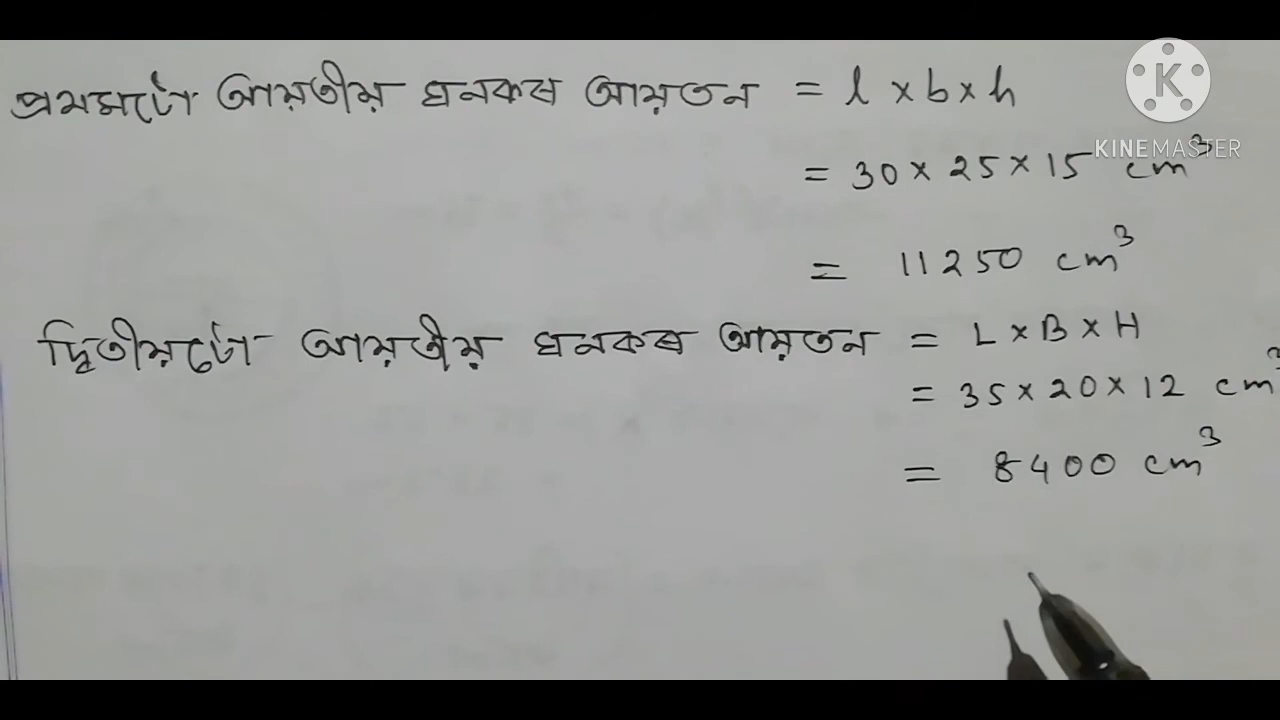 প্ৰথমটো আয়তীয় ঘনকৰ আয়তন = l × b × h
= 30 × 25 × 15 cm³
= 11250 cm³
দ্বিতীয়টো আয়তীয় ঘনকৰ আয়তন = L × B × H
= 35 × 20 × 12 cm³
= 8400 cm³
K
KINEMASTER